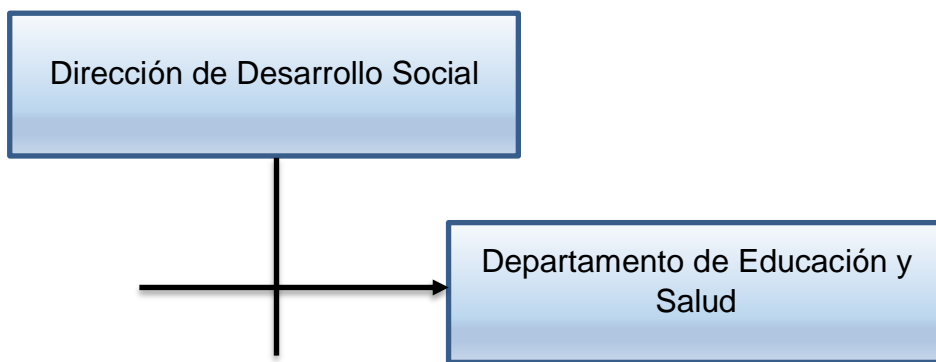 Dirección de Desarrollo Social
Departamento de Educación y
Salud